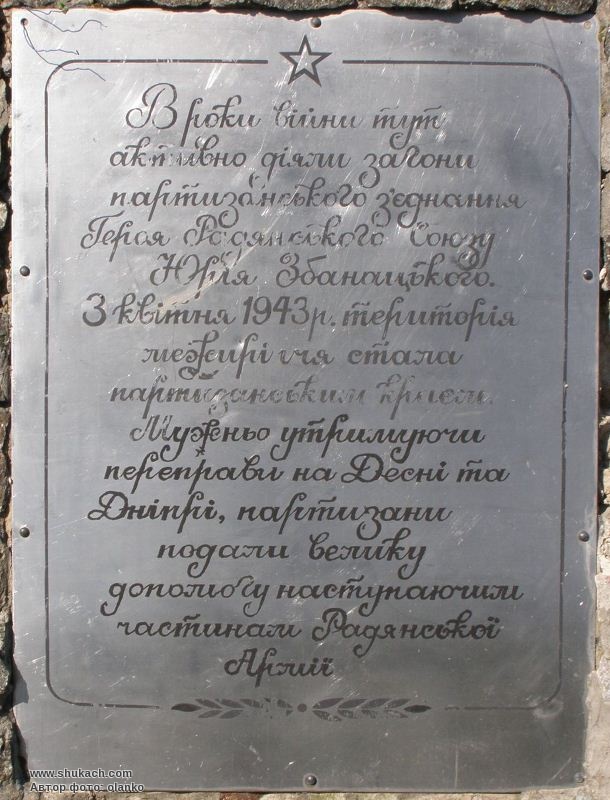 В роки війни тут
активно діяли загони
партизанського з'єднання
Героя Радянського Союзу
Юрія Збанацького.
З квітня 1943 р. територія
межиріччя стала
партизанським краєм.
Мужньо утримуючи
переправи на Десні та
Дніпрі, партизани
подали велику
допомогу наступаючим
частинам Радянської
Армії
www.shukach.com
Автор фото: olanko